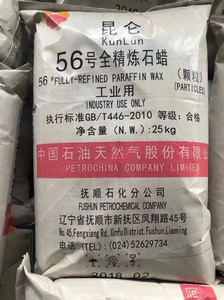 昆仑
KunLun
56号全精炼石蜡
56 #FULLY-REFINED PARAFFIN WAX
(颗粒)
(PARTICLES)
工业用
INDUSTRY USE ONLY
执行标准GB/T446-2010 等级:合格
净含量(N.W.):25kg
中国石油天然气股份有限公司
PETROCHINA COMPANY LIMITED
抚顺石化分公司
FUSHUN PETROCHEMICAL COMPANY
辽宁省抚顺市新抚区凤翔路45号
No.45,Fengxiang Rd.Xinfu District.Fushun,Liaoning
电话(TEL):(024)52629734
2018 02